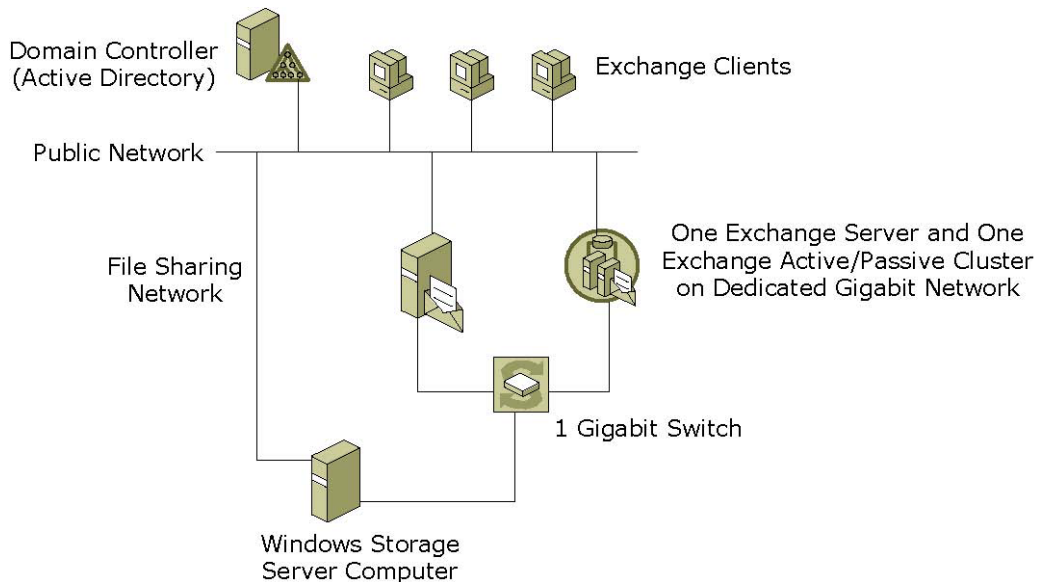 Domain Controller
(Active Directory)
Exchange Clients
Public Network
File Sharing
Network
One Exchange Server and One
Exchange Active/Passive Cluster
on Dedicated Gigabit Network
1 Gigabit Switch
Windows Storage
Server Computer